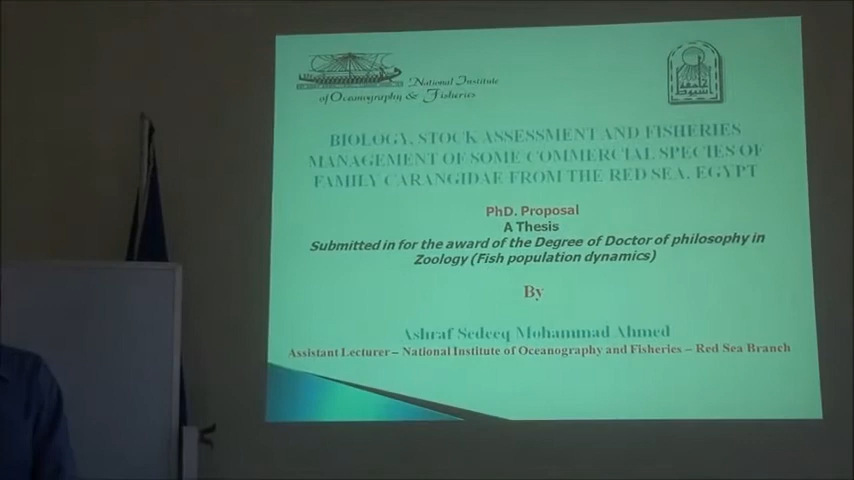 National Institute
of Oceanography & Fisheries
جامعة
أسيوط
BIOLOGY, STOCK ASSESSMENT AND FISHERIES
MANAGEMENT OF SOME COMMERCIAL SPECIES OF
FAMILY CARANGIDAE FROM THE RED SEA, EGYPT
PhD. Proposal
A Thesis
Submitted in for the award of the Degree of Doctor of philosophy in
Zoology (Fish population dynamics)
By
Ashraf Sedeeq Mohammad Ahmed
Assistant Lecturer – National Institute of Oceanography and Fisheries – Red Sea Branch